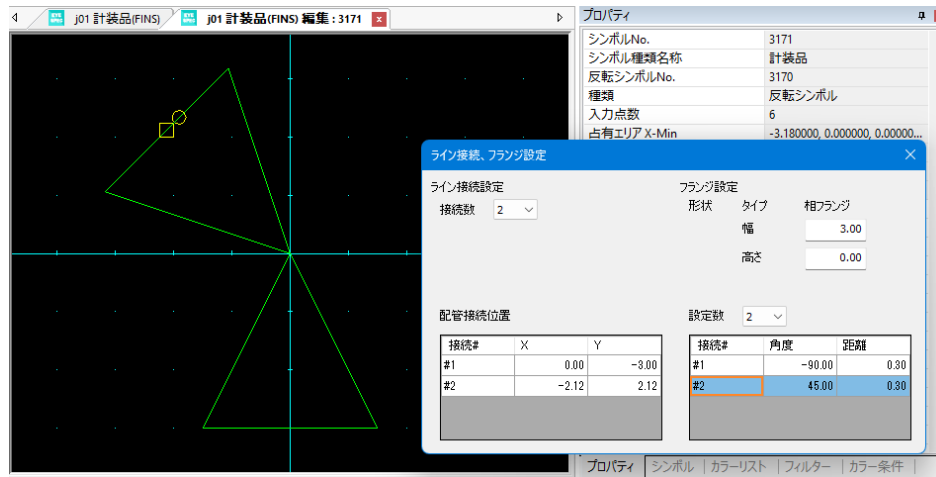 j01 計装品(FINS)
j01 計装品(FINS) 編集 : 3171
プロパティ
シンボルNo. 3171
シンボル種類名称 計装品
反転シンボルNo. 3170
種類 反転シンボル
入力点数 6
占有エリア X-Min -3.180000, 0.000000, 0.00000...
ライン接続、フランジ設定
ライン接続設定
接続数 2
フランジ設定
形状 タイプ 相フランジ
幅 3.00
高さ 0.00
配管接続位置
接続# X Y
#1 0.00 -3.00
#2 -2.12 2.12
設定数 2
接続# 角度 距離
#1 -90.00 0.30
#2 45.00 0.30
プロパティ シンボル カラーリスト フィルター カラー条件